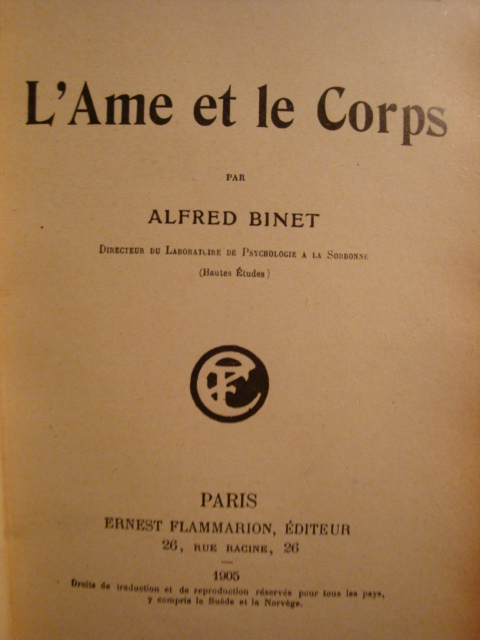 L'Ame et le Corps
PAR
ALFRED BINET
DIRECTEUR DU LABORATOIRE DE PSYCHOLOGIE A LA SORBONNE
(Hautes Études)
PARIS
ERNEST FLAMMARION, ÉDITEUR
26, RUE RACINE, 26
1905
Droits de traduction et de reproduction réservés pour tous les pays,
y compris la Suède et la Norvège.